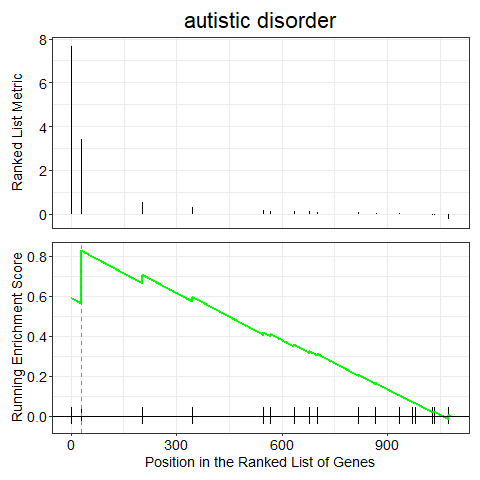 autistic disorder
Ranked List Metric
8
6
4
2
0
Running Enrichment Score
0.8
0.6
0.4
0.2
0.0
0 300 600 900
Position in the Ranked List of Genes